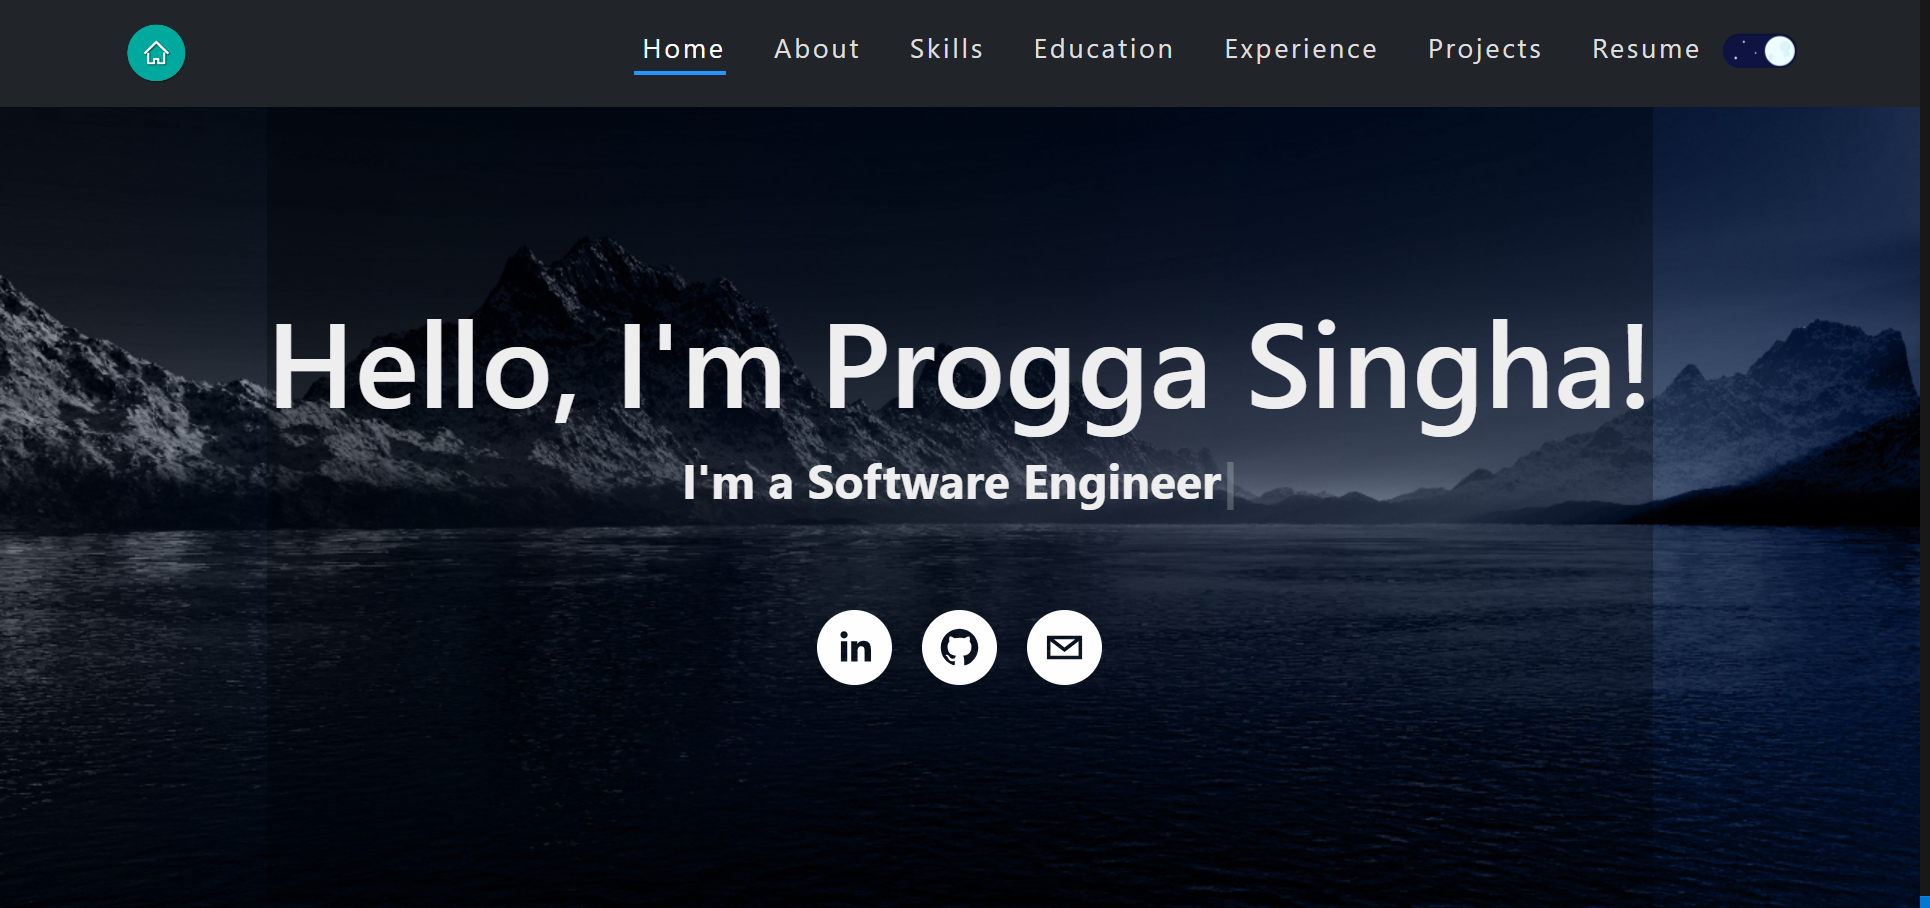 Home About Skills Education Experience Projects Resume
Hello, I'm Progga Singha!
I'm a Software Engineer
in